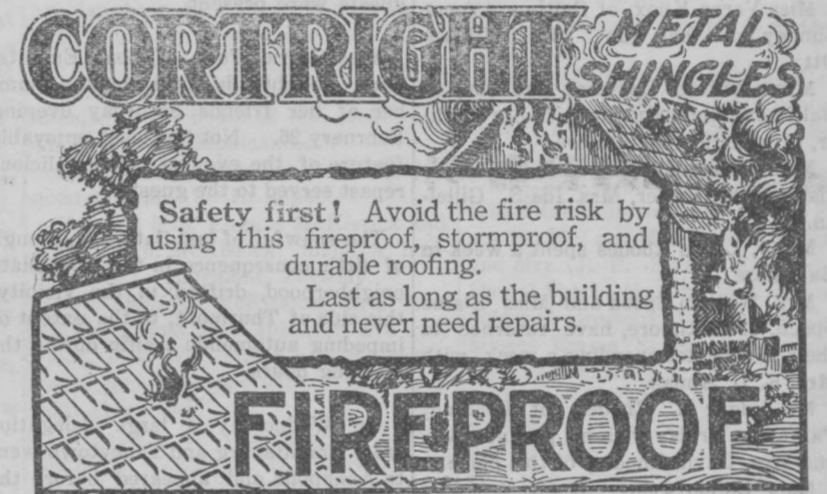 CORTRIGHT METAL
SHINGLES
Safety first! Avoid the fire risk by
using this fireproof, stormproof, and
durable roofing.
Last as long as the building
and never need repairs.
FIREPROOF